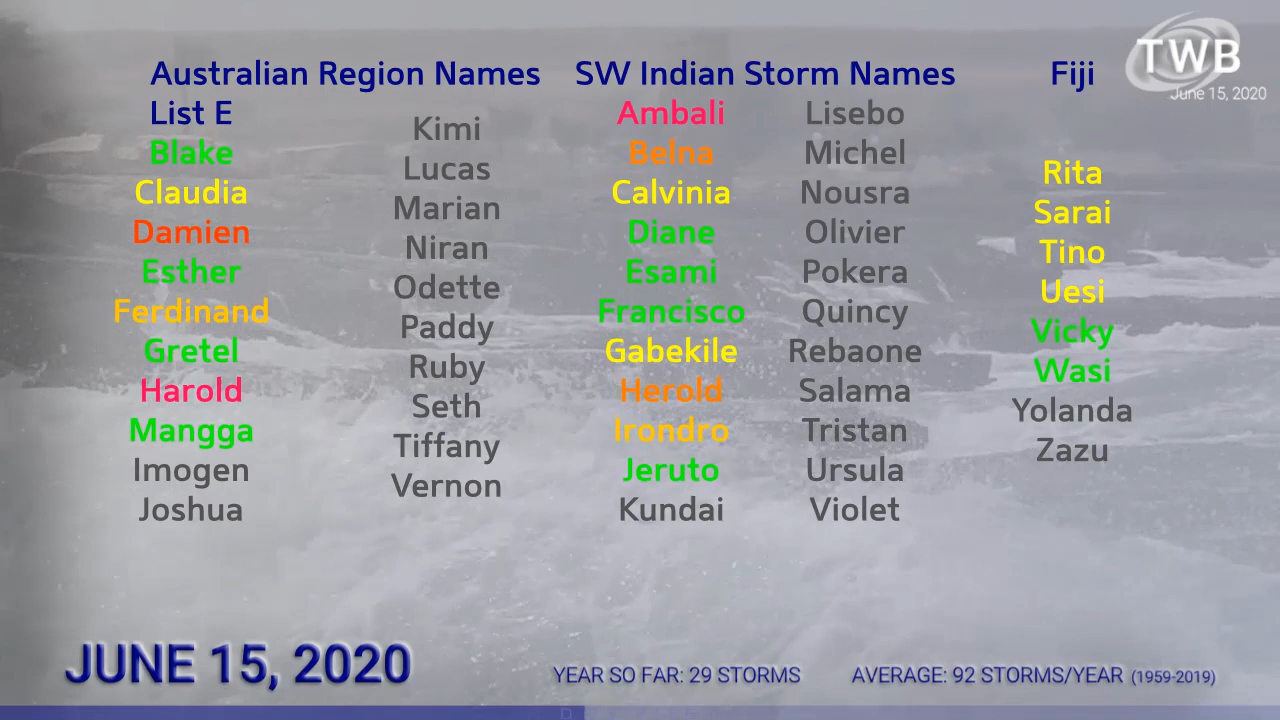 Australian Region Names
List E
Blake
Claudia
Damien
Esther
Ferdinand
Gretel
Harold
Mangga
Imogen
Joshua
Kimi
Lucas
Marian
Niran
Odette
Paddy
Ruby
Seth
Tiffany
Vernon
SW Indian Storm Names
Ambali
Belna
Calvinia
Diane
Esami
Francisco
Gabekile
Herold
Irondro
Jeruto
Kundai
Lisebo
Michel
Nousra
Olivier
Pokera
Quincy
Rebaone
Salama
Tristan
Ursula
Violet
Fiji
Rita
Sarai
Tino
Uesi
Vicky
Wasi
Yolanda
Zazu
TWB
June 15, 2020
JUNE 15, 2020
YEAR SO FAR: 29 STORMS
AVERAGE: 92 STORMS/YEAR (1959-2019)